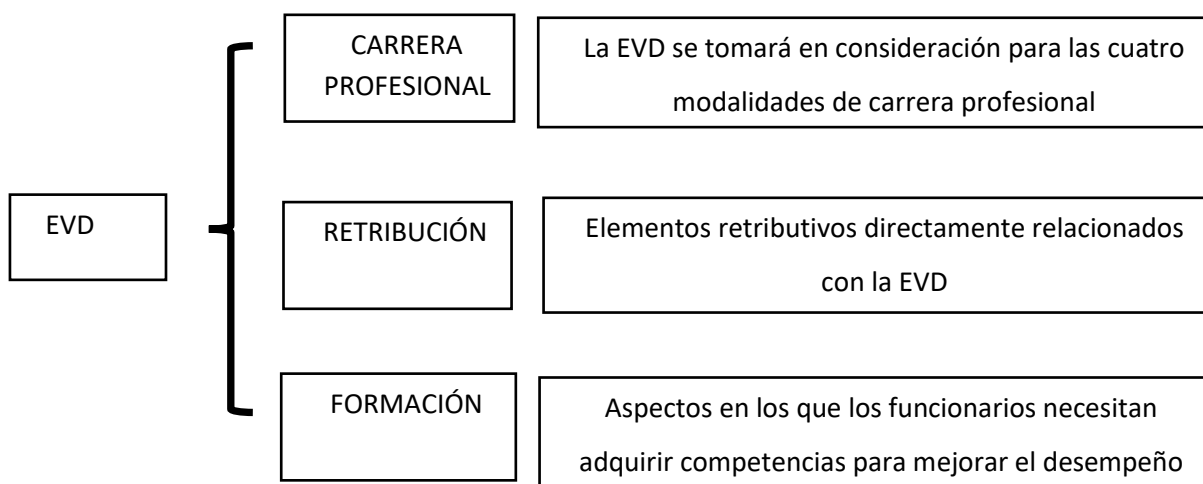 CARRERA
PROFESIONAL
La EVD se tomará en consideración para las cuatro
modalidades de carrera profesional
EVD
RETRIBUCIÓN
Elementos retributivos directamente relacionados
con la EVD
FORMACIÓN
Aspectos en los que los funcionarios necesitan
adquirir competencias para mejorar el desempeño